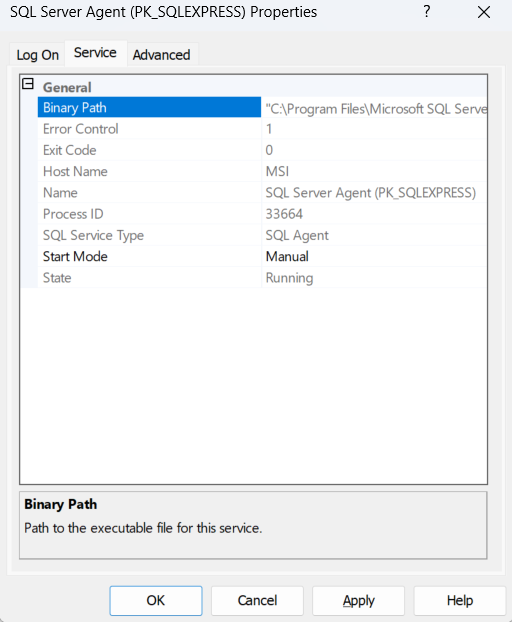 SQL Server Agent (PK_SQLEXPRESS) Properties ?
Log On Service Advanced
General
Binary Path "C:\Program Files\Microsoft SQL Serve
Error Control 1
Exit Code 0
Host Name MSI
Name SQL Server Agent (PK_SQLEXPRESS)
Process ID 33664
SQL Service Type SQL Agent
Start Mode Manual
State Running
Binary Path
Path to the executable file for this service.
OK Cancel Apply Help